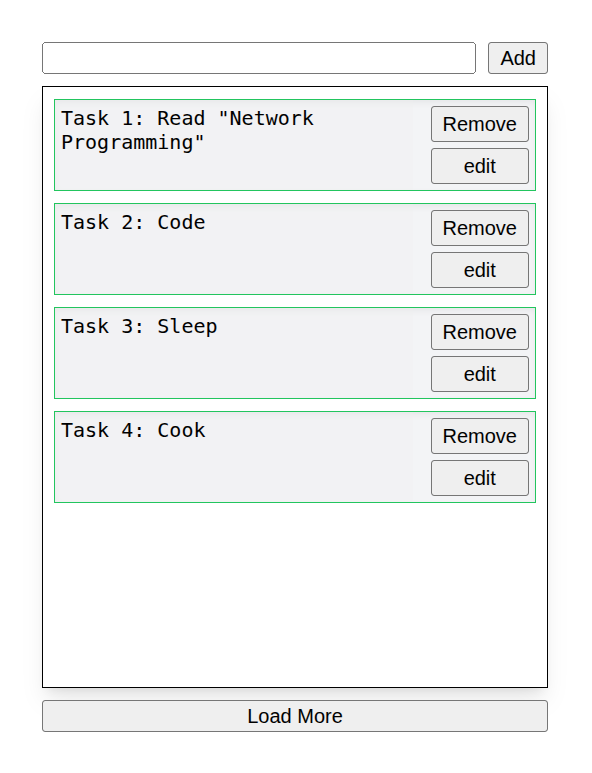 Add
Task 1: Read "Network
Programming"
Remove
edit
Task 2: Code
Remove
edit
Task 3: Sleep
Remove
edit
Task 4: Cook
Remove
edit
Load More